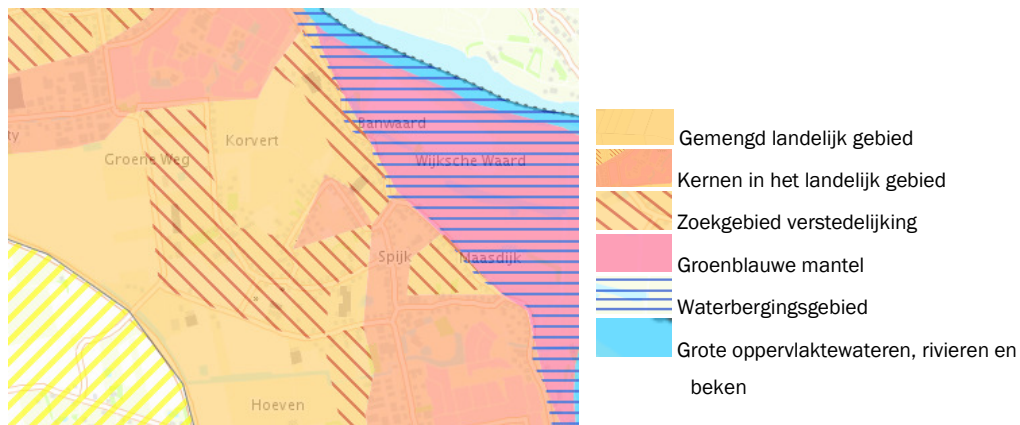 Banwaard
ty
Korvert
Groene Weg
Wijksche Waard
Spijk
Maasdijk
Hoeven
Gemengd landelijk gebied
Kernen in het landelijk gebied
Zoekgebied verstedelijking
Groenblauwe mantel
Waterbergingsgebied
Grote oppervlaktewateren, rivieren en
beken